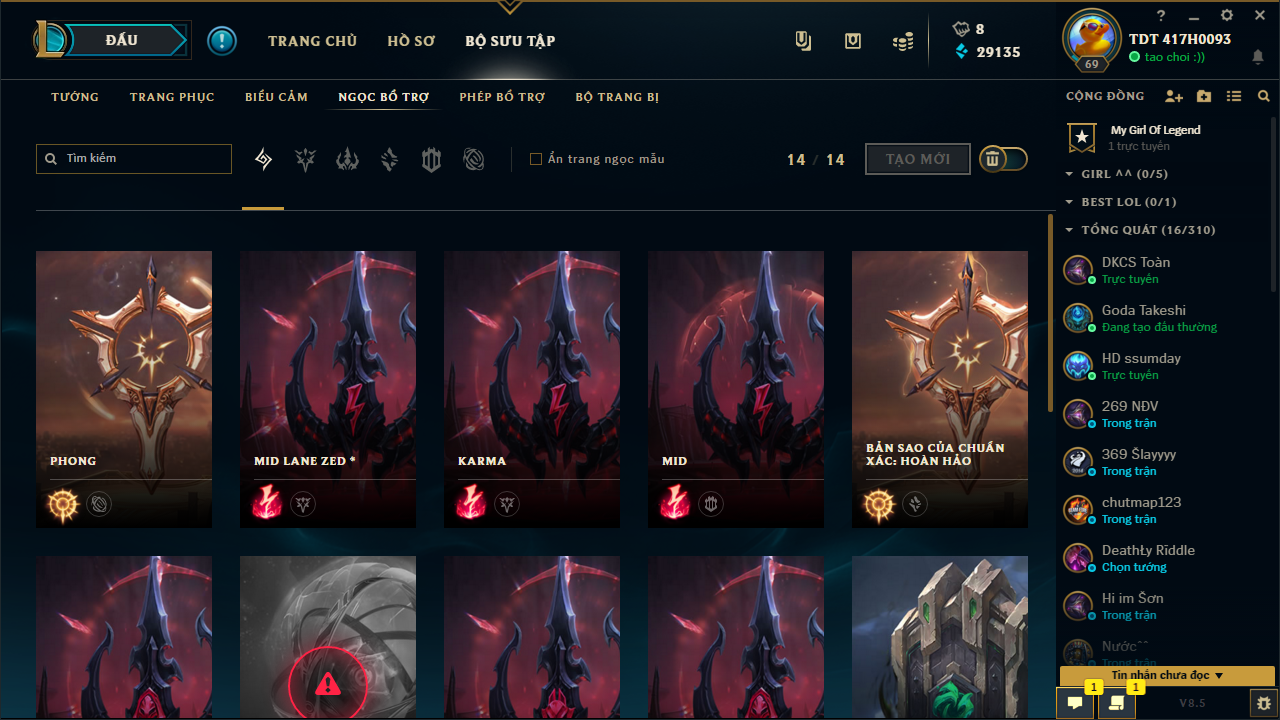 ĐẤU
TRANG CHỦ
HỒ SƠ
BỘ SƯU TẬP
8
29135
?
TDT 417H0093
tao choi :))
69
TƯỚNG
TRANG PHỤC
BIỂU CẢM
NGỌC BỔ TRỢ
PHÉP BỔ TRỢ
BỘ TRANG BỊ
CỘNG ĐỒNG
Tìm kiếm
Ẩn trang ngọc mẫu
14 / 14
TẠO MỚI
My Girl Of Legend
1 trực tuyến
GIRL ^^ (0/5)
BEST LOL (0/1)
TỔNG QUÁT (16/310)
DKCS Toàn
Trực tuyến
Goda Takeshi
Đang tạo đấu thường
HD ssumday
Trực tuyến
269 NĐV
Trong trận
369 Šlayyyy
Trong trận
chutmap123
Trong trận
DeathŁy Rīddle
Chọn tướng
Hi im Šơn
Trong trận
Nướcˆˆ
Trong trận
PHONG
MID LANE ZED *
KARMA
MID
BẢN SAO CỦA CHUẨN
XÁC: HOÀN HẢO
Tin nhắn chưa đọc
1
1
V8.5